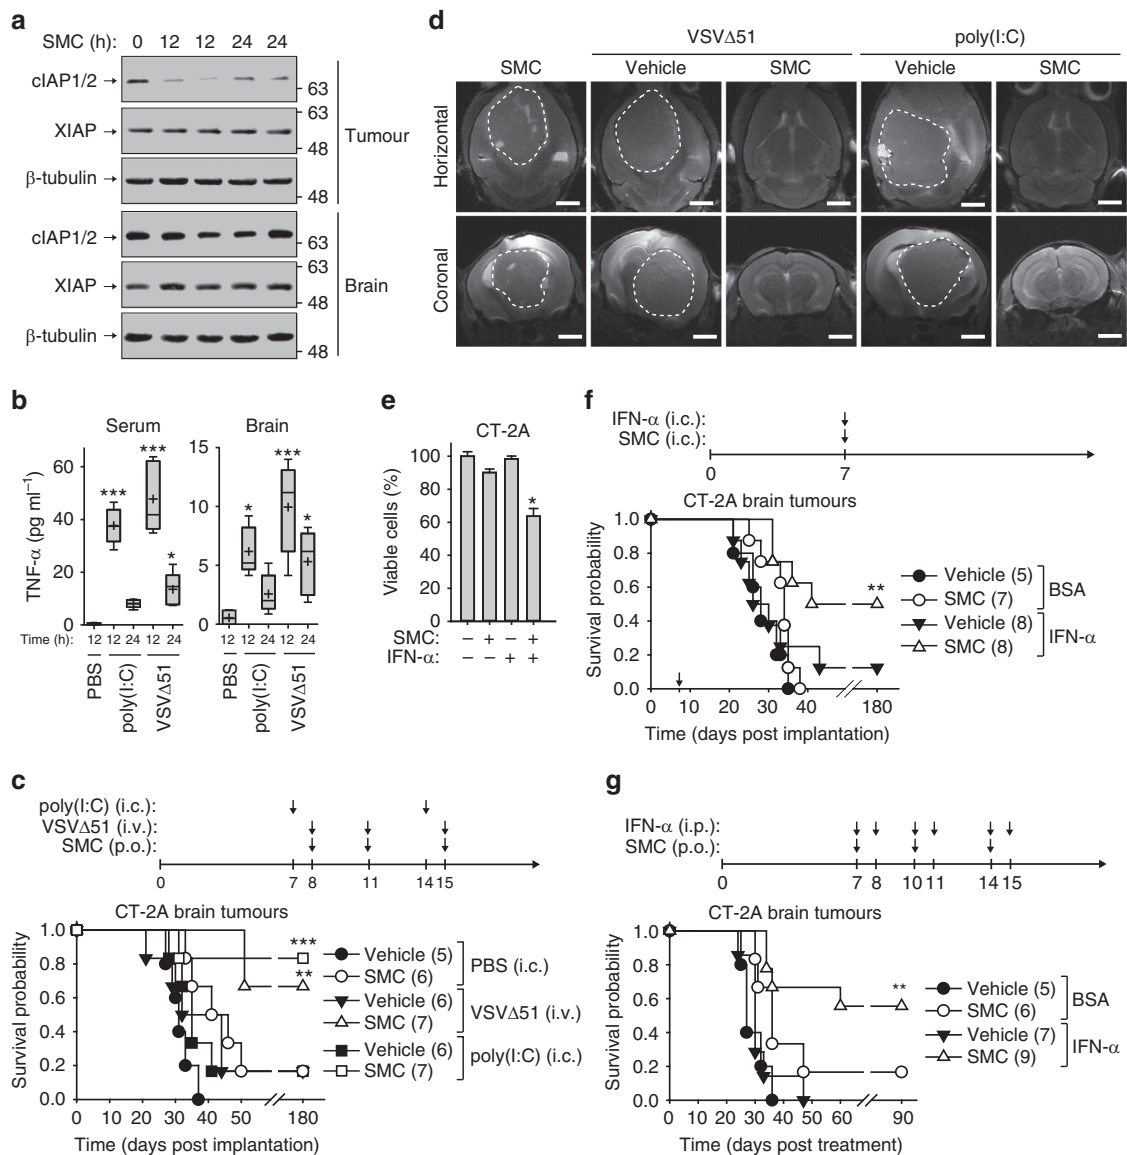 a
SMC (h): 0 12 12 24 24
cIAP1/2
63
63
XIAP
48
Tumour
β-tubulin
48
cIAP1/2
63
63
XIAP
48
Brain
β-tubulin
48
d
VSVΔ51 poly(I:C)
SMC Vehicle SMC Vehicle SMC
Horizontal
Coronal
b
Serum Brain
TNF-α (pg ml⁻¹)
60
40
20
0
15
10
5
0
*** *** *
* *** *
Time (h): 12 12 24 12 24 12 12 24 12 24
PBS poly(I:C) VSVΔ51 PBS poly(I:C) VSVΔ51
e
CT-2A
Viable cells (%)
100
80
60
40
20
0
*
SMC: – + – +
IFN-α: – – + +
f
IFN-α (i.c.):
SMC (i.c.):
0 7
CT-2A brain tumours
Survival probability
1.0
0.8
0.6
0.4
0.2
0.0
**
Vehicle (5)
SMC (7)
BSA
Vehicle (8)
SMC (8)
IFN-α
0 10 20 30 40 180
Time (days post implantation)
c
poly(I:C) (i.c.):
VSVΔ51 (i.v.):
SMC (p.o.):
0 7 8 11 14 15
CT-2A brain tumours
Survival probability
1.0
0.8
0.6
0.4
0.2
0.0
***
**
Vehicle (5)
SMC (6)
PBS (i.c.)
Vehicle (6)
SMC (7)
VSVΔ51 (i.v.)
Vehicle (6)
SMC (7)
poly(I:C) (i.c.)
0 10 20 30 40 50 180
Time (days post implantation)
g
IFN-α (i.p.):
SMC (p.o.):
0 7 8 10 11 14 15
CT-2A brain tumours
Survival probability
1.0
0.8
0.6
0.4
0.2
0.0
**
Vehicle (5)
SMC (6)
BSA
Vehicle (7)
SMC (9)
IFN-α
0 20 30 40 50 60 90
Time (days post treatment)